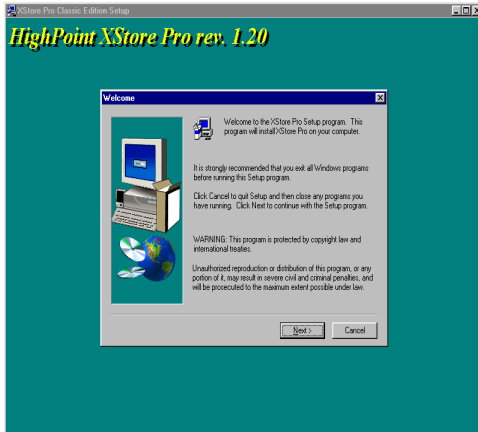 XStore Pro Classic Edition Setup
HighPoint XStore Pro rev. 1.20
Welcome
Welcome to the XStore Pro Setup program. This
program will install XStore Pro on your computer.
It is strongly recommended that you exit all Windows programs
before running this Setup program.
Click Cancel to quit Setup and then close any programs you
have running. Click Next to continue with the Setup program.
WARNING: This program is protected by copyright law and
international treaties.
Unauthorized reproduction or distribution of this program, or any
portion of it, may result in severe civil and criminal penalties, and
will be prosecuted to the maximum extent possible under law.
Next > Cancel